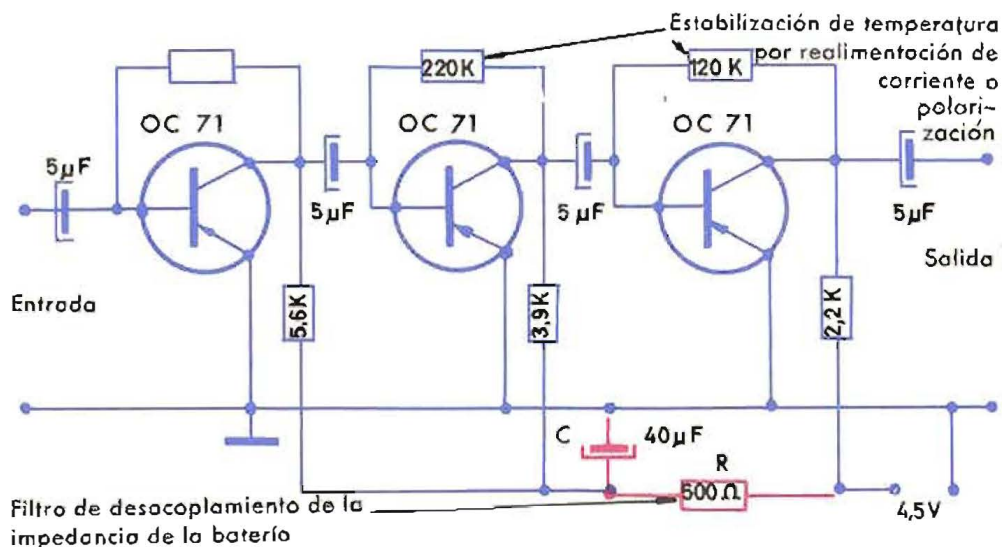 Estabilización de temperatura
por realimentación de
corriente o
polari-
zación
220K
120 K
OC 71
OC 71
OC 71
5µF
5µF
5µF
5µF
Entrada
Salida
5,6K
3,9K
2,2K
C
40µF
R
500 Ω
4,5V
Filtro de desacoplamiento de la
impedancia de la batería